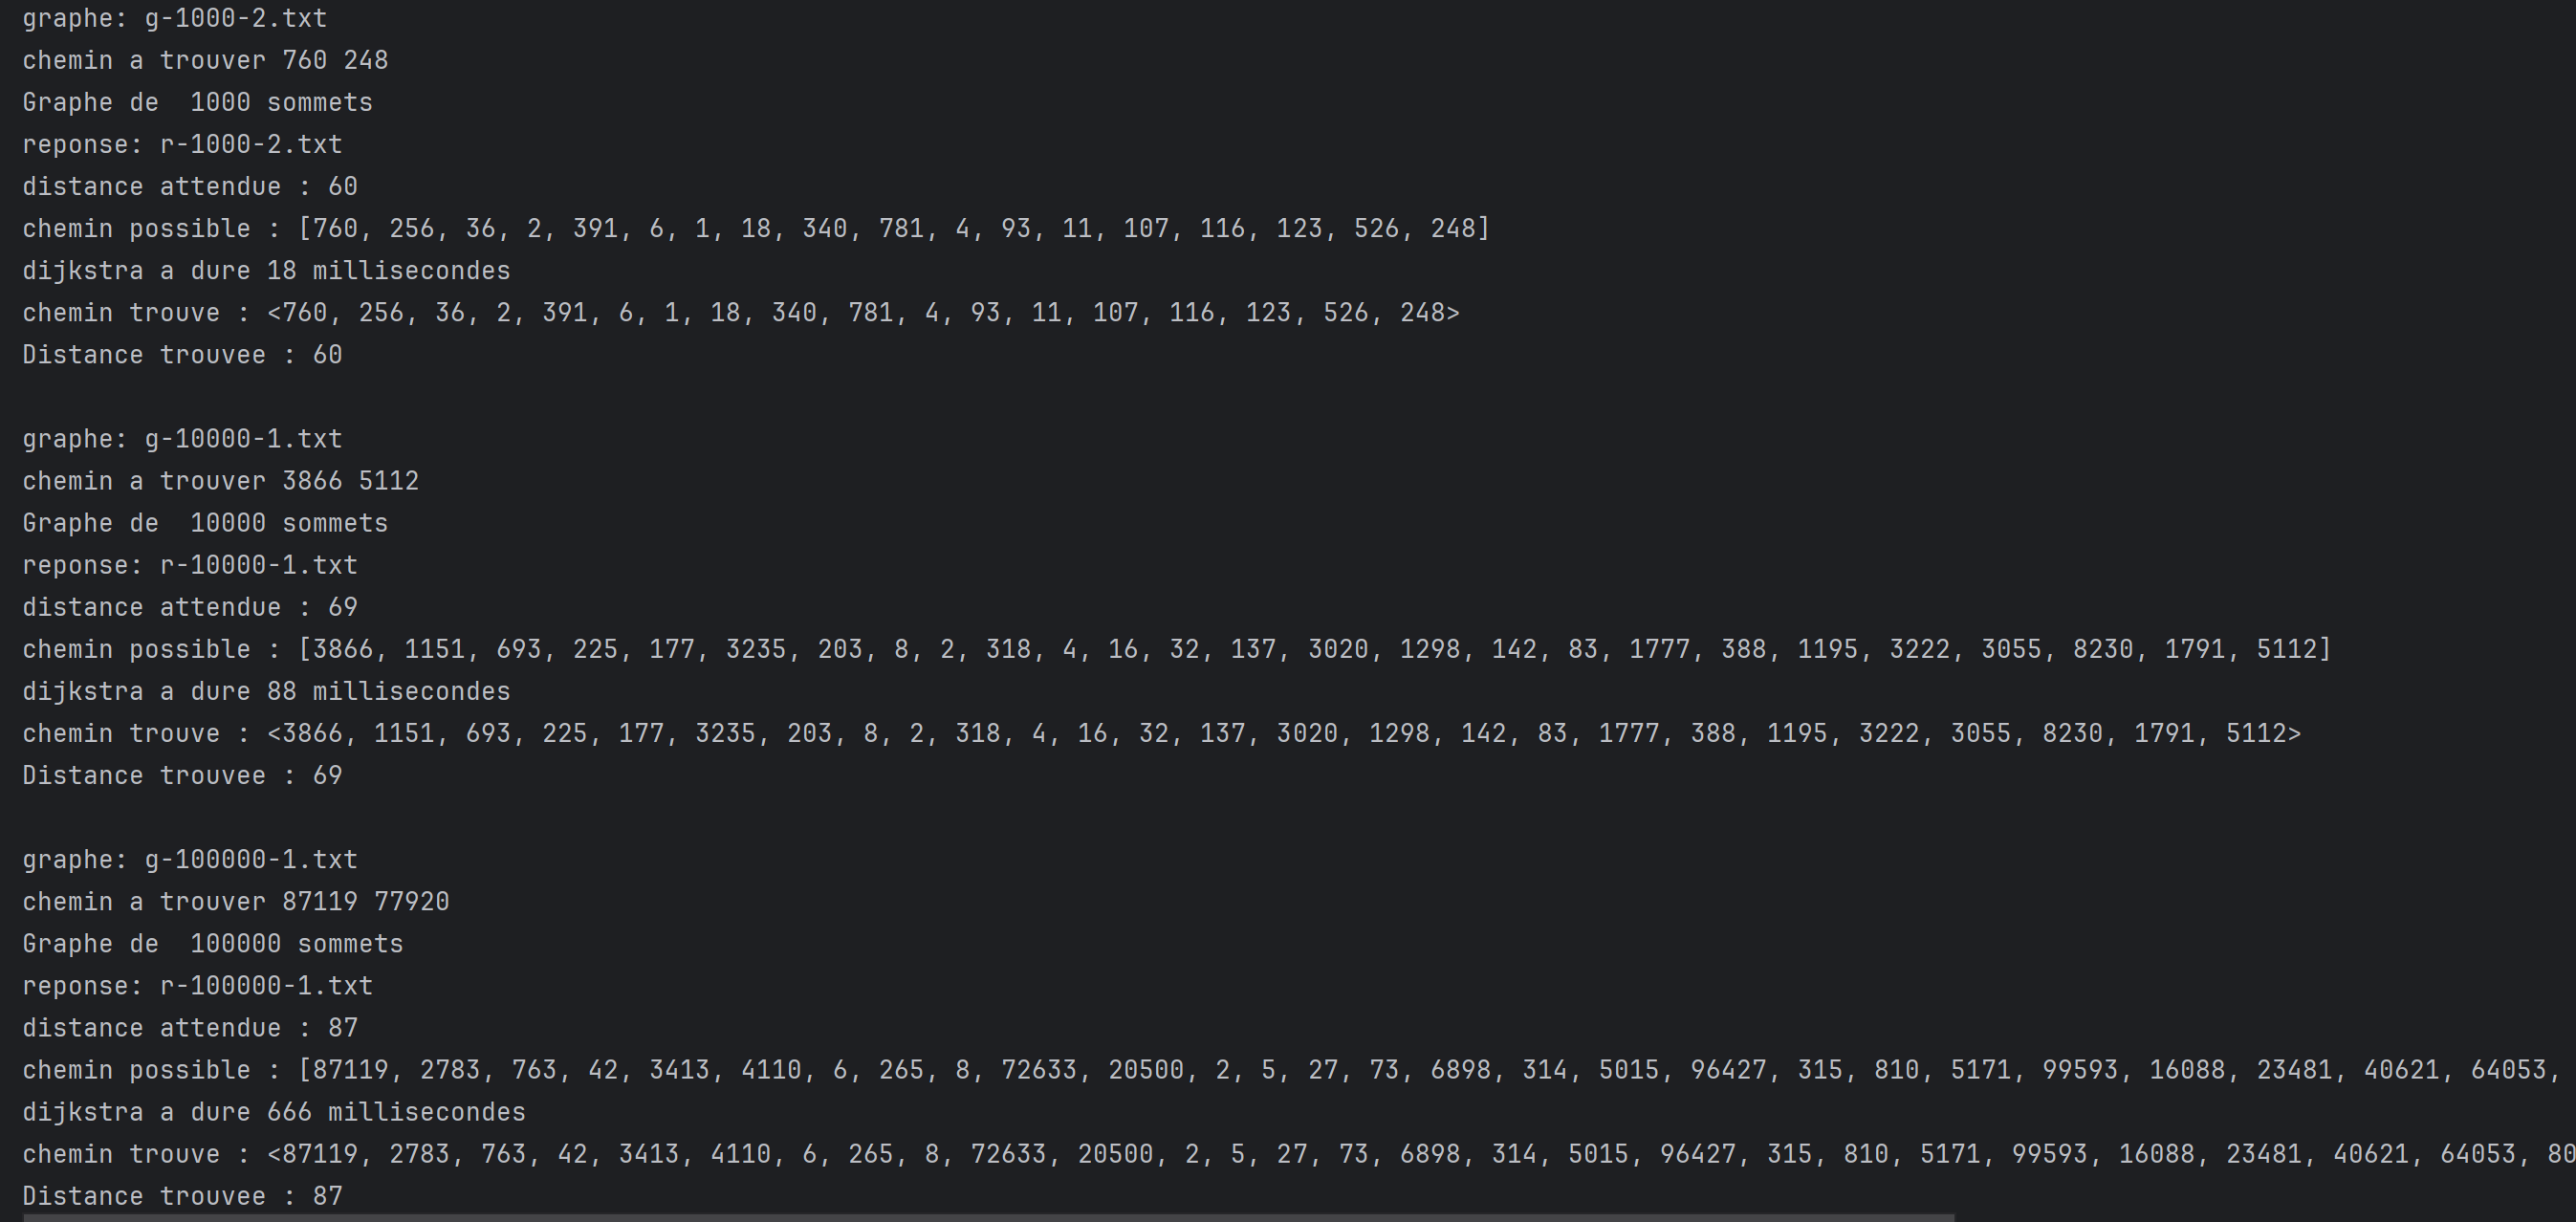 graphe: g-1000-2.txt
chemin a trouver 760 248
Graphe de  1000 sommets
reponse: r-1000-2.txt
distance attendue : 60
chemin possible : [760, 256, 36, 2, 391, 6, 1, 18, 340, 781, 4, 93, 11, 107, 116, 123, 526, 248]
dijkstra a dure 18 millisecondes
chemin trouve : <760, 256, 36, 2, 391, 6, 1, 18, 340, 781, 4, 93, 11, 107, 116, 123, 526, 248>
Distance trouvee : 60
graphe: g-10000-1.txt
chemin a trouver 3866 5112
Graphe de  10000 sommets
reponse: r-10000-1.txt
distance attendue : 69
chemin possible : [3866, 1151, 693, 225, 177, 3235, 203, 8, 2, 318, 4, 16, 32, 137, 3020, 1298, 142, 83, 1777, 388, 1195, 3222, 3055, 8230, 1791, 5112]
dijkstra a dure 88 millisecondes
chemin trouve : <3866, 1151, 693, 225, 177, 3235, 203, 8, 2, 318, 4, 16, 32, 137, 3020, 1298, 142, 83, 1777, 388, 1195, 3222, 3055, 8230, 1791, 5112>
Distance trouvee : 69
graphe: g-100000-1.txt
chemin a trouver 87119 77920
Graphe de  100000 sommets
reponse: r-100000-1.txt
distance attendue : 87
chemin possible : [87119, 2783, 763, 42, 3413, 4110, 6, 265, 8, 72633, 20500, 2, 5, 27, 73, 6898, 314, 5015, 96427, 315, 810, 5171, 99593, 16088, 23481, 40621, 64053,
dijkstra a dure 666 millisecondes
chemin trouve : <87119, 2783, 763, 42, 3413, 4110, 6, 265, 8, 72633, 20500, 2, 5, 27, 73, 6898, 314, 5015, 96427, 315, 810, 5171, 99593, 16088, 23481, 40621, 64053, 80
Distance trouvee : 87